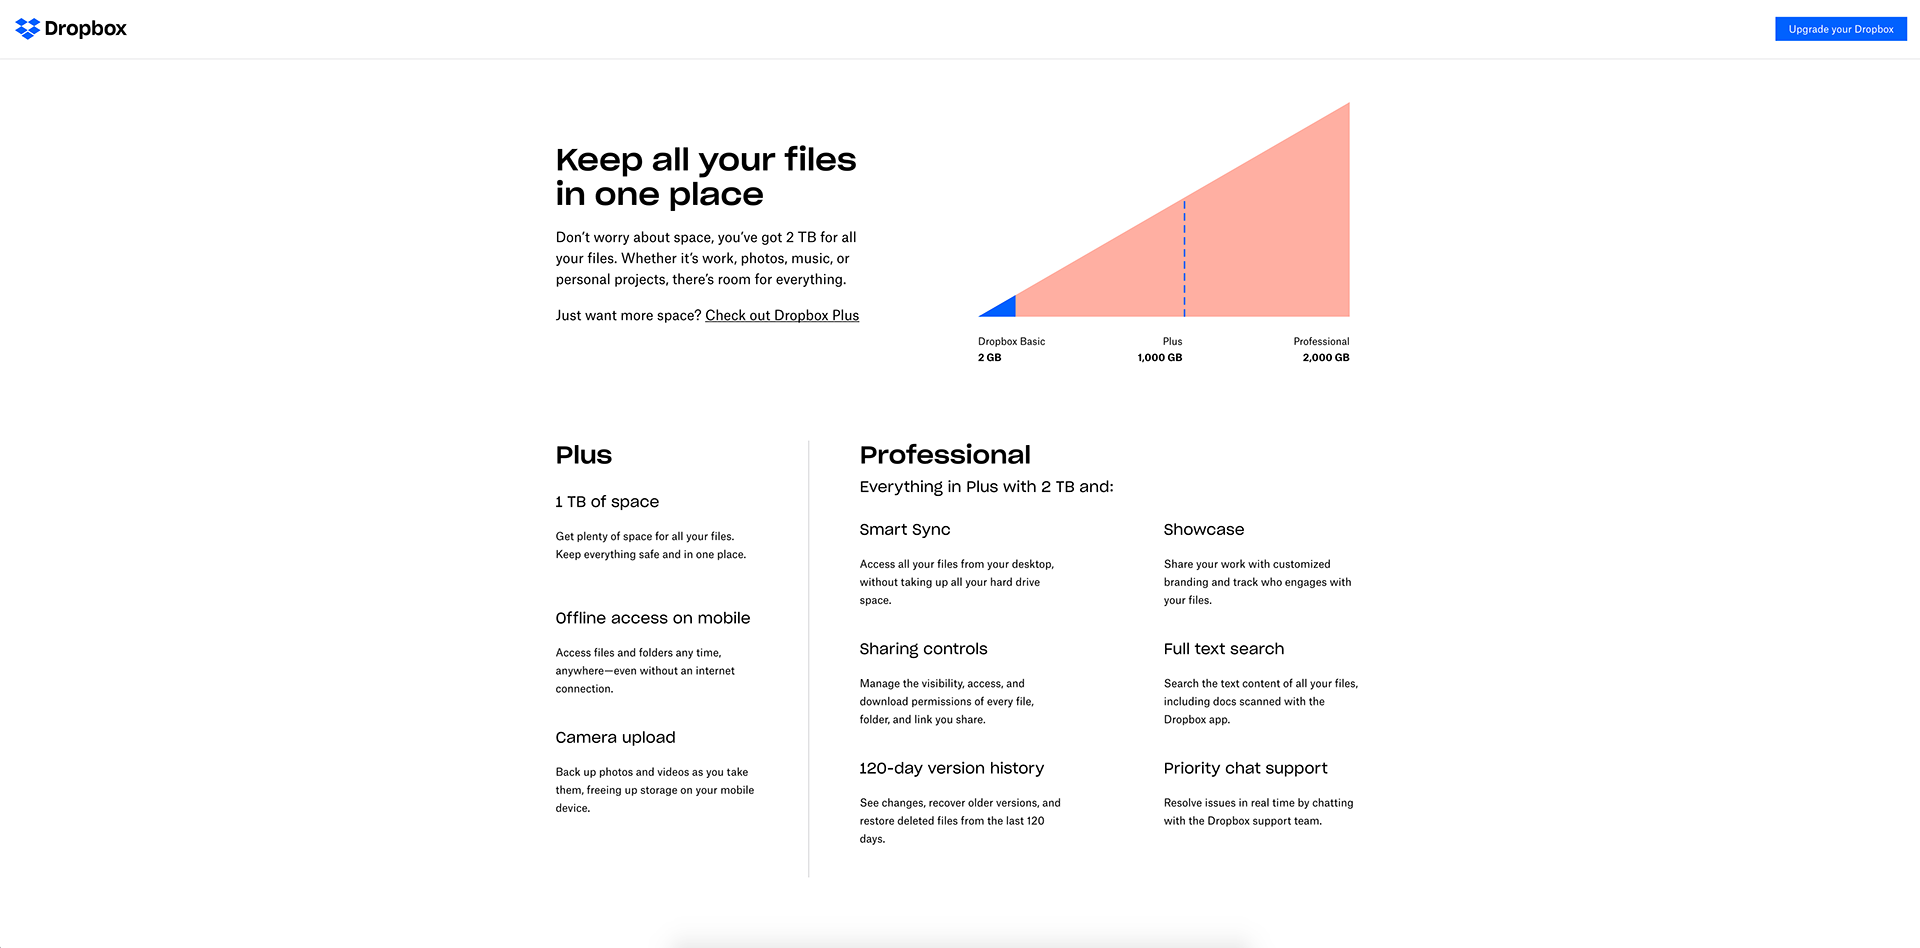 Dropbox
Upgrade your Dropbox
Keep all your files
in one place
Don’t worry about space, you’ve got 2 TB for all
your files. Whether it’s work, photos, music, or
personal projects, there’s room for everything.
Just want more space? Check out Dropbox Plus
Dropbox Basic
2 GB
Plus
1,000 GB
Professional
2,000 GB
Plus
1 TB of space
Get plenty of space for all your files.
Keep everything safe and in one place.
Offline access on mobile
Access files and folders any time,
anywhere—even without an internet
connection.
Camera upload
Back up photos and videos as you take
them, freeing up storage on your mobile
device.
Professional
Everything in Plus with 2 TB and:
Smart Sync
Access all your files from your desktop,
without taking up all your hard drive
space.
Showcase
Share your work with customized
branding and track who engages with
your files.
Sharing controls
Manage the visibility, access, and
download permissions of every file,
folder, and link you share.
Full text search
Search the text content of all your files,
including docs scanned with the
Dropbox app.
120-day version history
See changes, recover older versions, and
restore deleted files from the last 120
days.
Priority chat support
Resolve issues in real time by chatting
with the Dropbox support team.